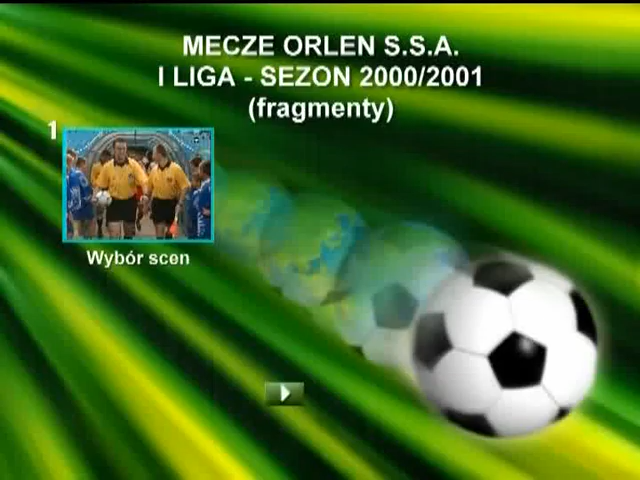 MECZE ORLEN S.S.A.
I LIGA - SEZON 2000/2001
(fragmenty)
1
Wybór scen